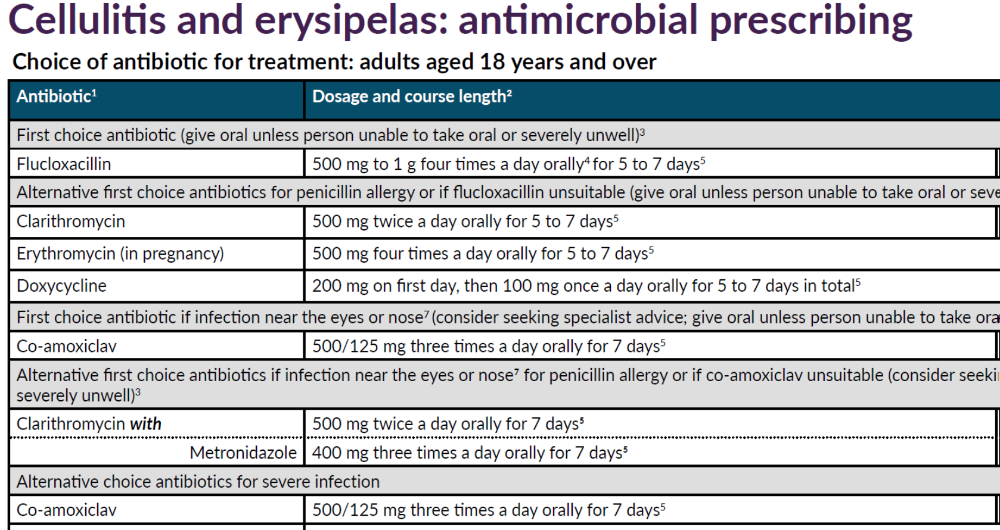 Cellulitis and erysipelas: antimicrobial prescribing
Choice of antibiotic for treatment: adults aged 18 years and over
Antibiotic¹ Dosage and course length²
First choice antibiotic (give oral unless person unable to take oral or severely unwell)³
Flucloxacillin 500 mg to 1 g four times a day orally⁴ for 5 to 7 days⁵
Alternative first choice antibiotics for penicillin allergy or if flucloxacillin unsuitable (give oral unless person unable to take oral or seve
Clarithromycin 500 mg twice a day orally for 5 to 7 days⁵
Erythromycin (in pregnancy) 500 mg four times a day orally for 5 to 7 days⁵
Doxycycline 200 mg on first day, then 100 mg once a day orally for 5 to 7 days in total⁵
First choice antibiotic if infection near the eyes or nose⁷ (consider seeking specialist advice; give oral unless person unable to take ora
Co-amoxiclav 500/125 mg three times a day orally for 7 days⁵
Alternative first choice antibiotics if infection near the eyes or nose⁷ for penicillin allergy or if co-amoxiclav unsuitable (consider seeki
severely unwell)³
Clarithromycin with 500 mg twice a day orally for 7 days⁵
Metronidazole 400 mg three times a day orally for 7 days⁵
Alternative choice antibiotics for severe infection
Co-amoxiclav 500/125 mg three times a day orally for 7 days⁵